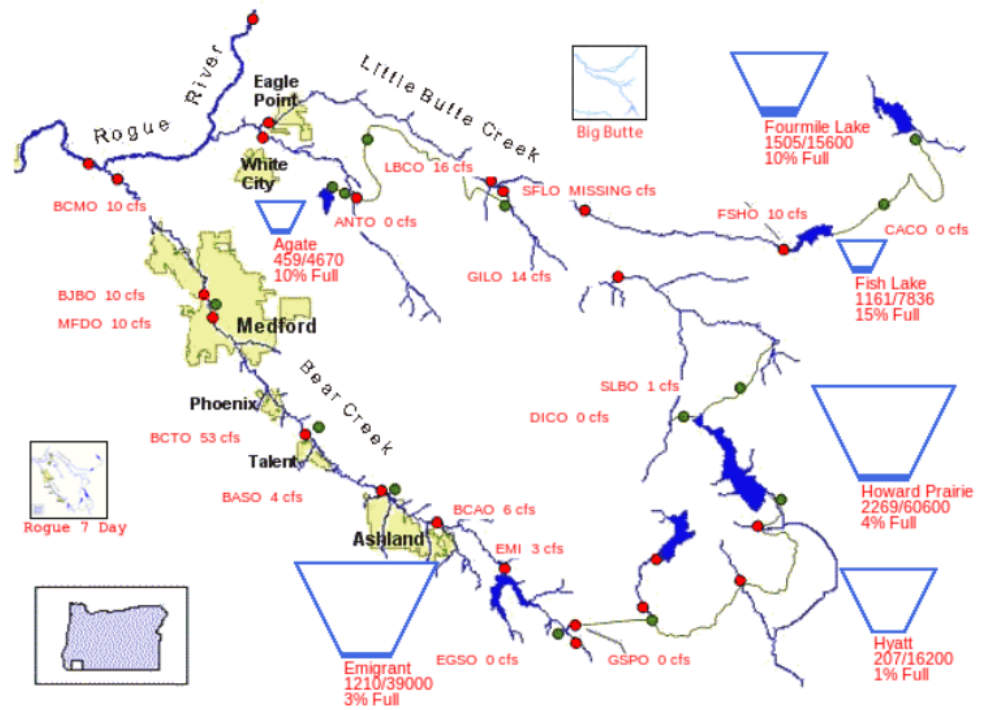 Rogue River
Eagle
Point
Little Butte Creek
Big Butte
Fourmile Lake
1505/15600
10% Full
White
City
LBCO 16 cfs
SFLO MISSING cfs
BCMO 10 cfs
ANTO 0 cfs
FSHO 10 cfs
CACO 0 cfs
Agate
459/4670
10% Full
GILO 14 cfs
Fish Lake
1161/7836
15% Full
BJBO 10 cfs
MFDO 10 cfs
Medford
Bear Creek
SLBO 1 cfs
Phoenix
DICO 0 cfs
BCTO 53 cfs
Talent
Howard Prairie
2269/60600
4% Full
BASO 4 cfs
Rogue 7 Day
BCAO 6 cfs
Ashland
EMI 3 cfs
Hyatt
207/16200
1% Full
EGSO 0 cfs
GSPO 0 cfs
Emigrant
1210/39000
3% Full